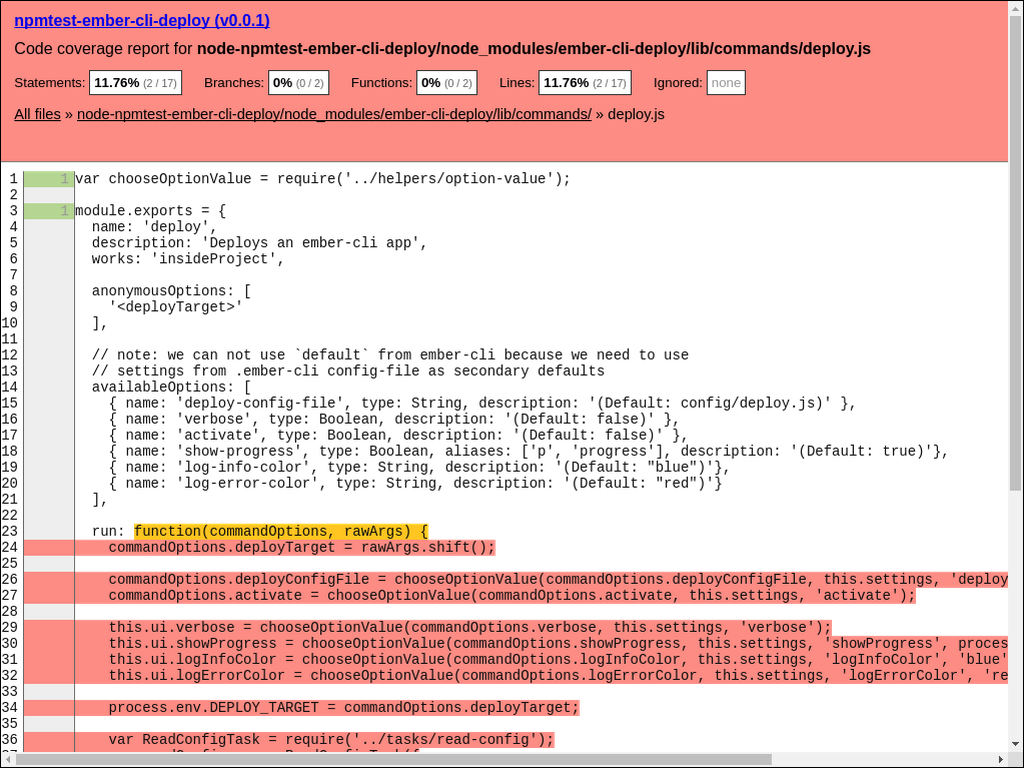 npmtest-ember-cli-deploy (v0.0.1)
Code coverage report for node-npmtest-ember-cli-deploy/node_modules/ember-cli-deploy/lib/commands/deploy.js
Statements: 11.76% (2 / 17) Branches: 0% (0 / 2) Functions: 0% (0 / 2) Lines: 11.76% (2 / 17) Ignored: none
All files » node-npmtest-ember-cli-deploy/node_modules/ember-cli-deploy/lib/commands/ » deploy.js
1 1 var chooseOptionValue = require('../helpers/option-value');
2
3 1 module.exports = {
4 name: 'deploy',
5 description: 'Deploys an ember-cli app',
6 works: 'insideProject',
7
8 anonymousOptions: [
9 '<deployTarget>'
10 ],
11
12 // note: we can not use `default` from ember-cli because we need to use
13 // settings from .ember-cli config-file as secondary defaults
14 availableOptions: [
15 { name: 'deploy-config-file', type: String, description: '(Default: config/deploy.js)' },
16 { name: 'verbose', type: Boolean, description: '(Default: false)' },
17 { name: 'activate', type: Boolean, description: '(Default: false)' },
18 { name: 'show-progress', type: Boolean, aliases: ['p', 'progress'], description: '(Default: true)'},
19 { name: 'log-info-color', type: String, description: '(Default: "blue")'},
20 { name: 'log-error-color', type: String, description: '(Default: "red")'}
21 ],
22
23 run: function(commandOptions, rawArgs) {
24 commandOptions.deployTarget = rawArgs.shift();
25
26 commandOptions.deployConfigFile = chooseOptionValue(commandOptions.deployConfigFile, this.settings, 'deploy
27 commandOptions.activate = chooseOptionValue(commandOptions.activate, this.settings, 'activate');
28
29 this.ui.verbose = chooseOptionValue(commandOptions.verbose, this.settings, 'verbose');
30 this.ui.showProgress = chooseOptionValue(commandOptions.showProgress, this.settings, 'showProgress', proces
31 this.ui.logInfoColor = chooseOptionValue(commandOptions.logInfoColor, this.settings, 'logInfoColor', 'blue'
32 this.ui.logErrorColor = chooseOptionValue(commandOptions.logErrorColor, this.settings, 'logErrorColor', 're
33
34 process.env.DEPLOY_TARGET = commandOptions.deployTarget;
35
36 var ReadConfigTask = require('../tasks/read-config');